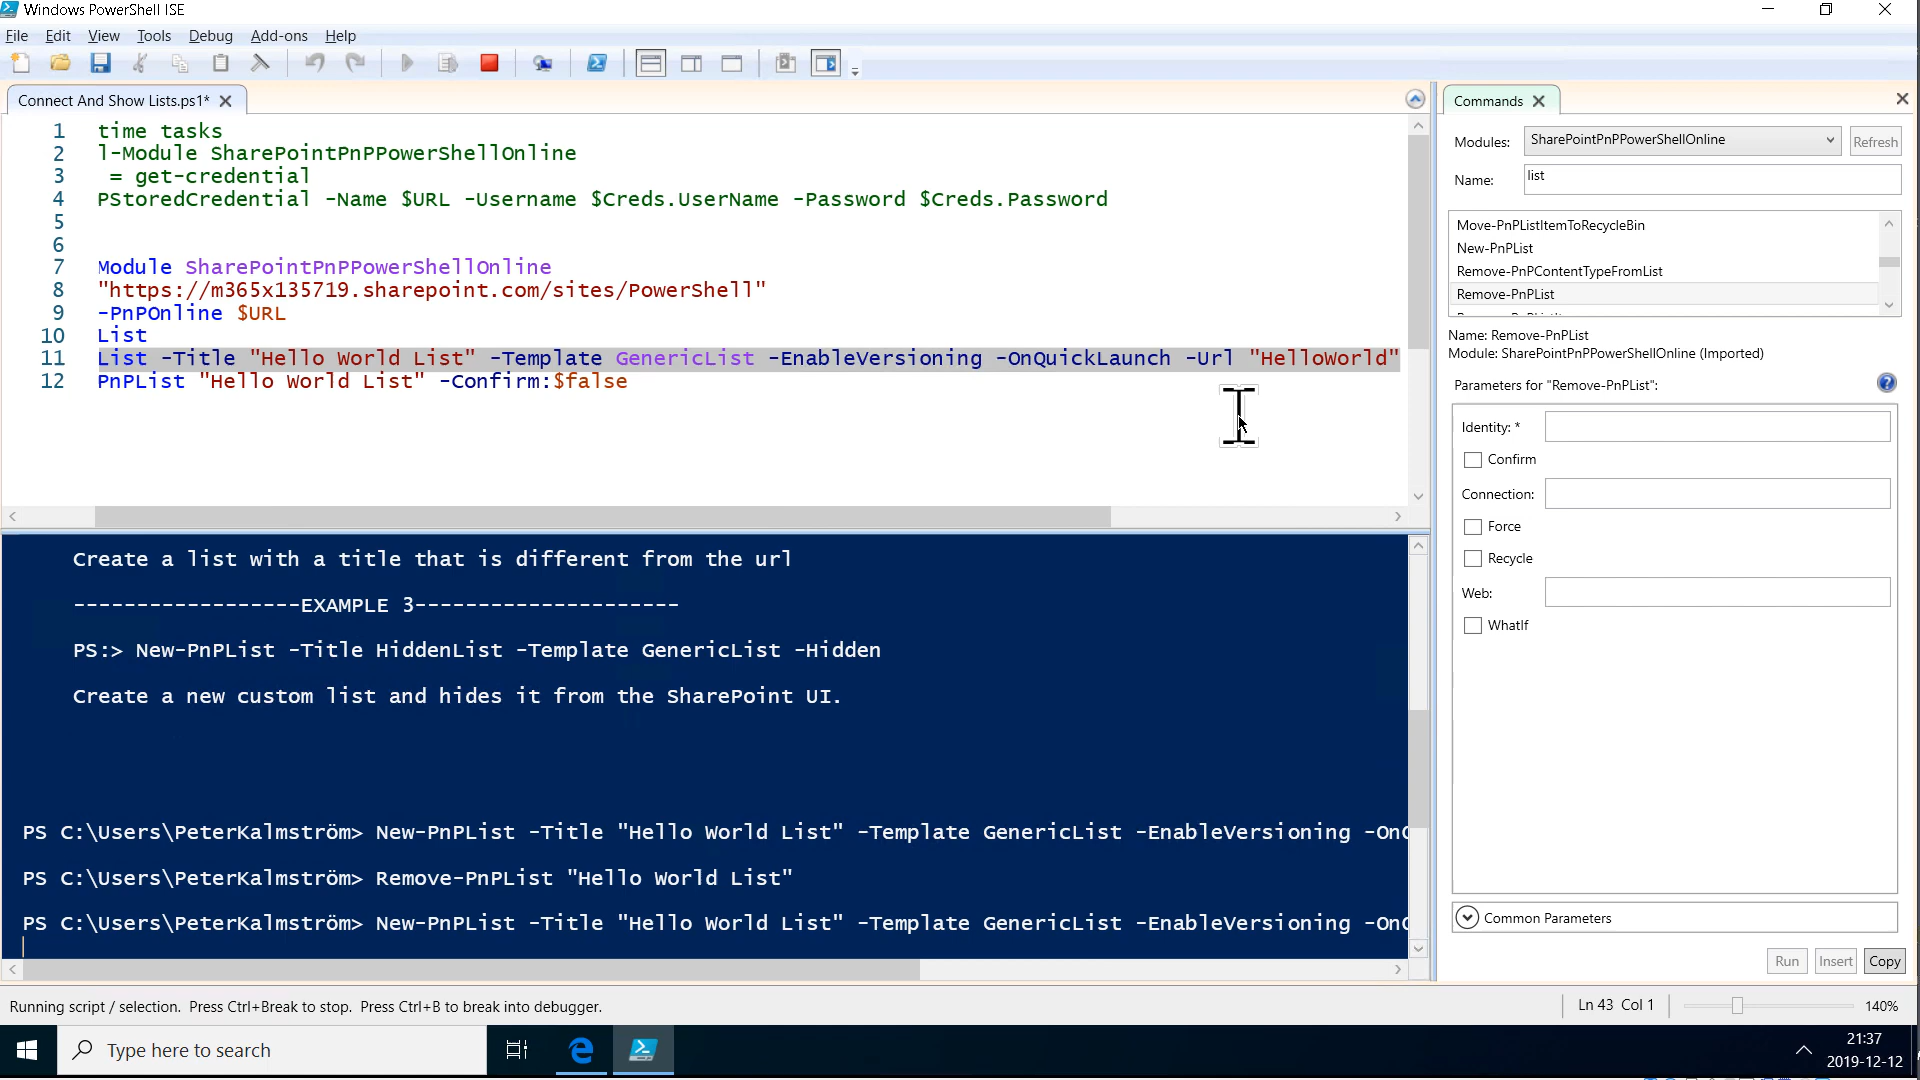 Windows PowerShell ISE
File Edit View Tools Debug Add-ons Help
Connect And Show Lists.ps1*
1 time tasks
2 l-Module SharePointPnPPowerShellOnline
3 = get-credential
4 PStoredCredential -Name $URL -Username $Creds.UserName -Password $Creds.Password
5
6
7 Module SharePointPnPPowerShellOnline
8 "https://m365x135719.sharepoint.com/sites/PowerShell"
9 -PnPOnline $URL
10 List
11 List -Title "Hello World List" -Template GenericList -EnableVersioning -OnQuickLaunch -Url "HelloWorld"
12 PnPList "Hello World List" -Confirm:$false
Create a list with a title that is different from the url
------------------EXAMPLE 3---------------------
PS:> New-PnPList -Title HiddenList -Template GenericList -Hidden
Create a new custom list and hides it from the SharePoint UI.
PS C:\Users\PeterKalmström> New-PnPList -Title "Hello World List" -Template GenericList -EnableVersioning -On
PS C:\Users\PeterKalmström> Remove-PnPList "Hello World List"
PS C:\Users\PeterKalmström> New-PnPList -Title "Hello World List" -Template GenericList -EnableVersioning -On
Commands
Modules: SharePointPnPPowerShellOnline Refresh
Name: list
Move-PnPListItemToRecycleBin
New-PnPList
Remove-PnPContentTypeFromList
Remove-PnPList
Name: Remove-PnPList
Module: SharePointPnPPowerShellOnline (Imported)
Parameters for "Remove-PnPList":
Identity: *
Confirm
Connection:
Force
Recycle
Web:
WhatIf
Common Parameters
Run Insert Copy
Running script / selection. Press Ctrl+Break to stop. Press Ctrl+B to break into debugger.
Ln 43 Col 1
140%
Type here to search
21:37
2019-12-12